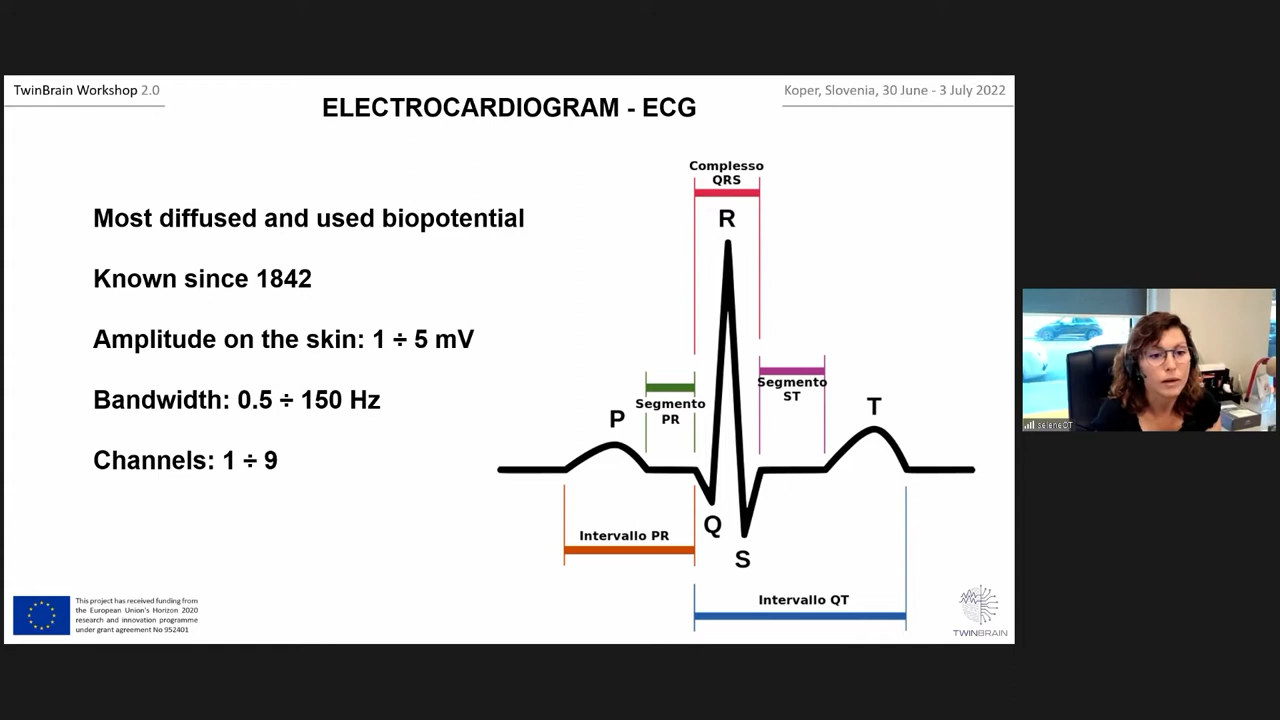 TwinBrain Workshop 2.0
Koper, Slovenia, 30 June - 3 July 2022
ELECTROCARDIOGRAM - ECG
Most diffused and used biopotential
Known since 1842
Amplitude on the skin: 1 ÷ 5 mV
Bandwidth: 0.5 ÷ 150 Hz
Channels: 1 ÷ 9
Complesso
QRS
R
Segmento
PR
P
Segmento
ST
T
Q
S
Intervallo PR
Intervallo QT
This project has received funding from
the European Union's Horizon 2020
research and innovation programme
under grant agreement No 952401
TWINBRAIN
seleneCT